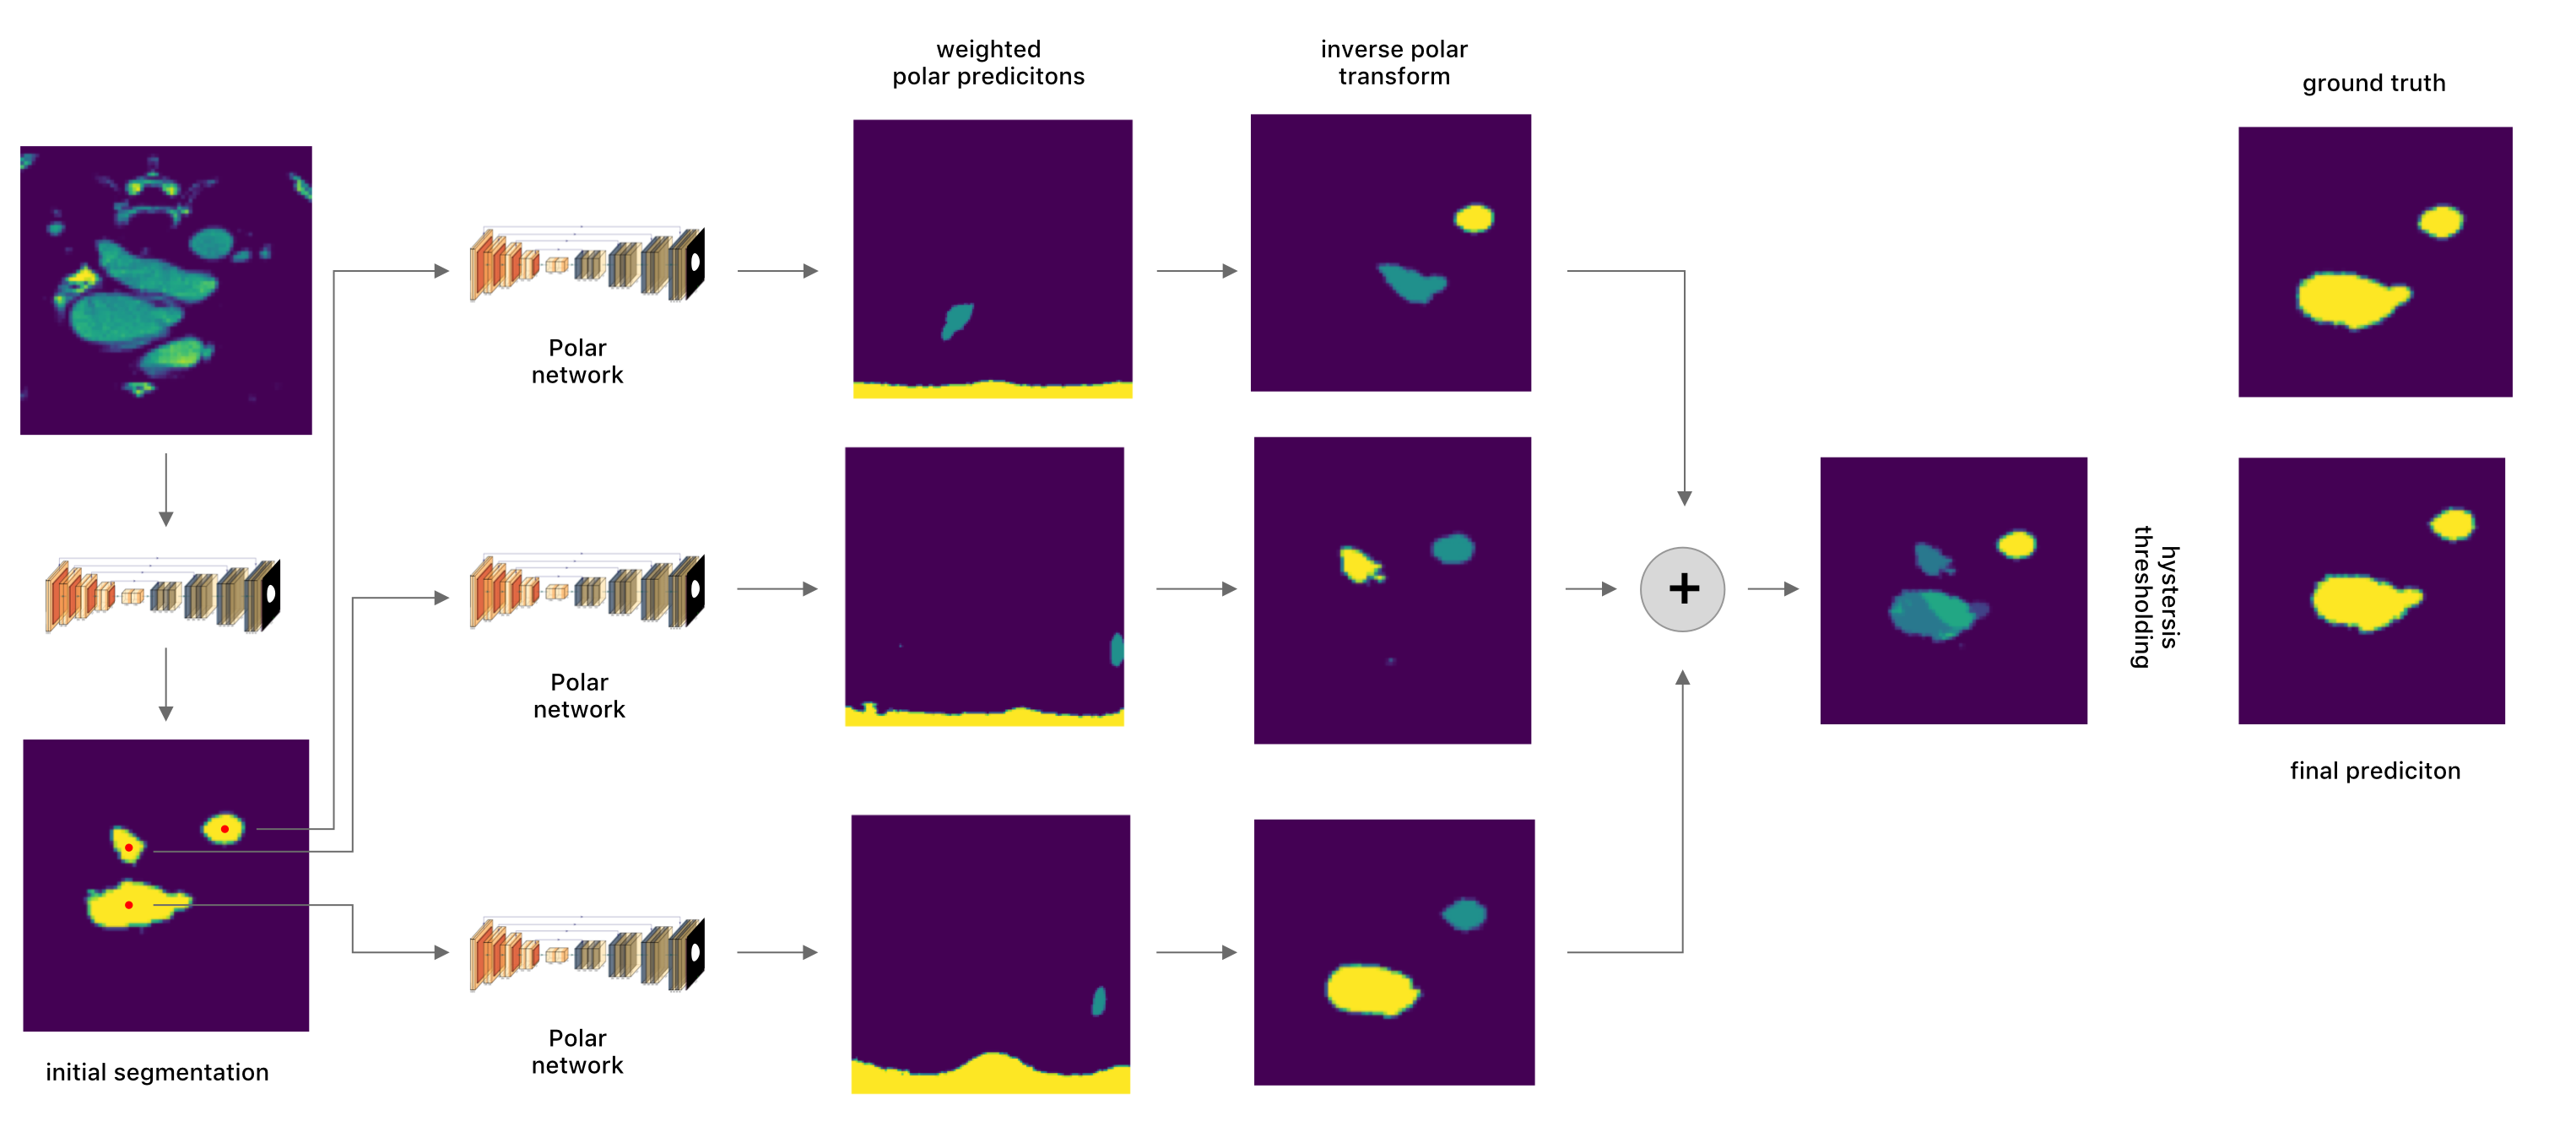 weighted
polar predicitons
inverse polar
transform
ground truth
Polar
network
Polar
network
hystersis
thresholding
final prediciton
Polar
network
initial segmentation